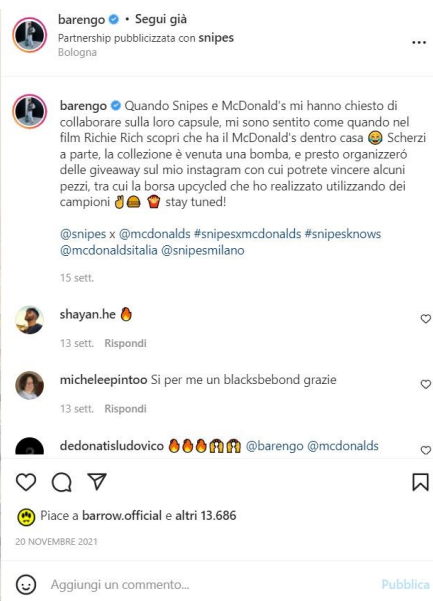 barengo • Segui già
Partnership pubblicizzata con snipes
Bologna
barengo Quando Snipes e McDonald's mi hanno chiesto di
collaborare sulla loro capsule, mi sono sentito come quando nel
film Richie Rich scopri che ha il McDonald's dentro casa 😂 Scherzi
a parte, la collezione è venuta una bomba, e presto organizzeró
delle giveaway sul mio instagram con cui potrete vincere alcuni
pezzi, tra cui la borsa upcycled che ho realizzato utilizzando dei
campioni ✌️🍔 🍟 stay tuned!
@snipes x @mcdonalds #snipesxmcdonalds #snipesknows
@mcdonaldsitalia @snipesmilano
15 sett.
shayan.he 🔥
13 sett. Rispondi
micheleepintoo Si per me un blacksbebond grazie
13 sett. Rispondi
dedonatisludovico 🔥🔥🔥 @barengo @mcdonalds
Piace a barrow.official e altri 13.686
20 NOVEMBRE 2021
Aggiungi un commento...
Pubblica